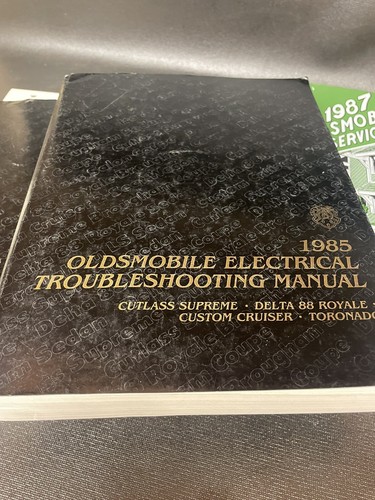 1985
OLDSMOBILE ELECTRICAL
TROUBLESHOOTING MANUAL
CUTLASS SUPREME · DELTA 88 ROYALE ·
CUSTOM CRUISER · TORONADO
1987
SMOB
SERVIC